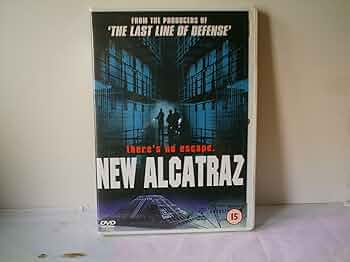 FROM THE PRODUCERS OF
'THE LAST LINE OF DEFENSE'
there's no escape.
NEW ALCATRAZ
DVD
15